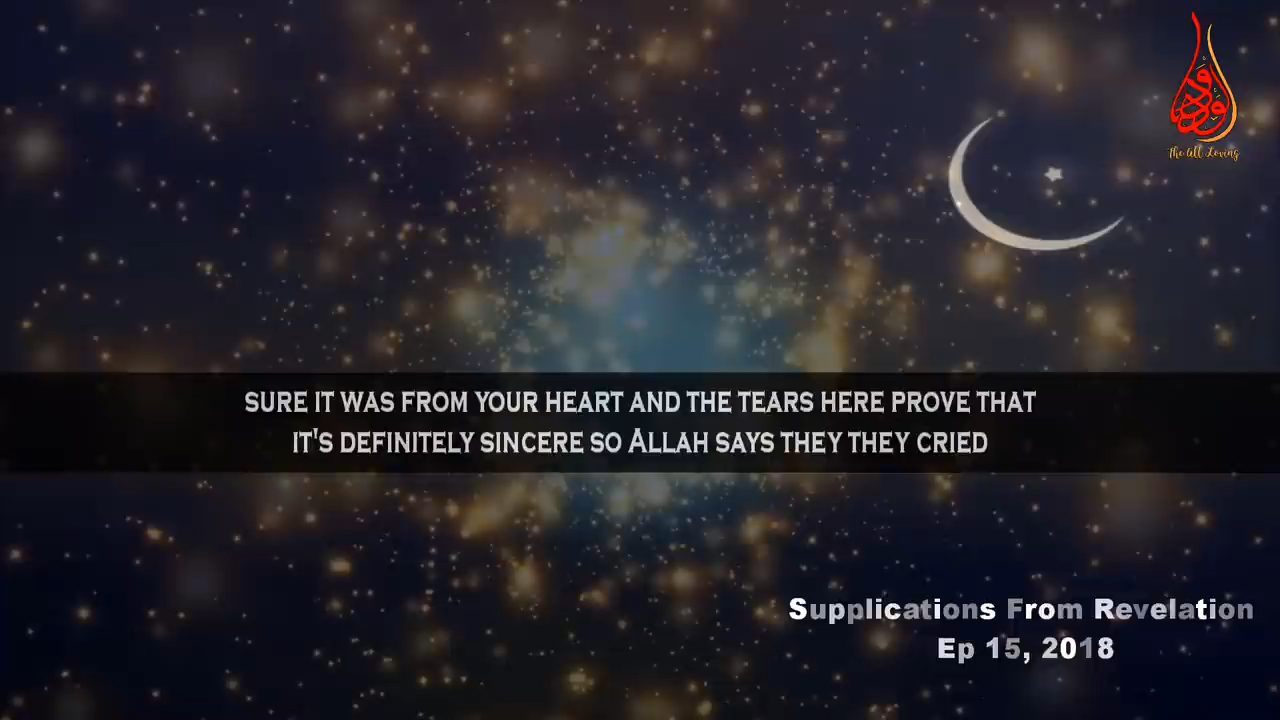 الودود
The All Loving
SURE IT WAS FROM YOUR HEART AND THE TEARS HERE PROVE THAT
IT'S DEFINITELY SINCERE SO ALLAH SAYS THEY THEY CRIED
Supplications From Revelation
Ep 15, 2018